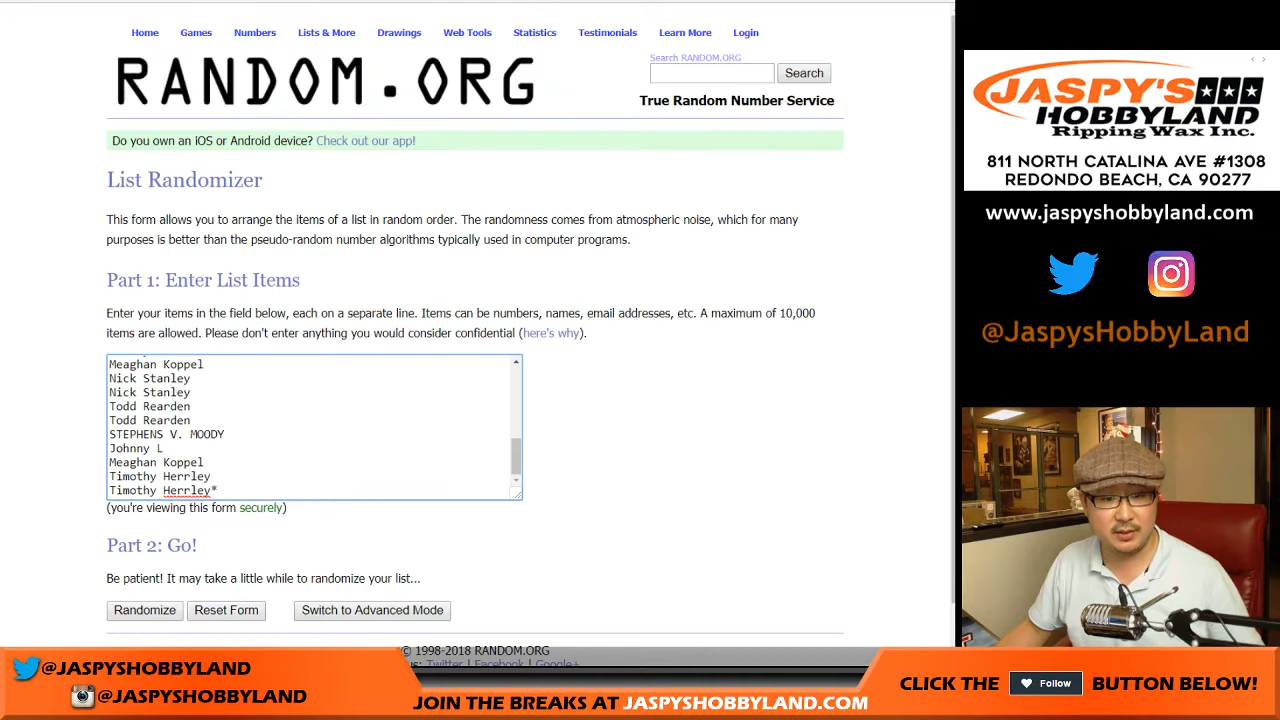 Home Games Numbers Lists & More Drawings Web Tools Statistics Testimonials Learn More Login
RANDOM.ORG
Search RANDOM.ORG
Search
True Random Number Service
Do you own an iOS or Android device? Check out our app!
List Randomizer
This form allows you to arrange the items of a list in random order. The randomness comes from atmospheric noise, which for many
purposes is better than the pseudo-random number algorithms typically used in computer programs.
Part 1: Enter List Items
Enter your items in the field below, each on a separate line. Items can be numbers, names, email addresses, etc. A maximum of 10,000
items are allowed. Please don't enter anything you would consider confidential (here's why).
Meaghan Koppel
Nick Stanley
Nick Stanley
Todd Rearden
Todd Rearden
STEPHENS V. MOODY
Johnny L
Meaghan Koppel
Timothy Herrley
Timothy Herrley*
(you're viewing this form securely)
Part 2: Go!
Be patient! It may take a little while to randomize your list...
Randomize Reset Form Switch to Advanced Mode
© 1998-2018 RANDOM.ORG
Twitter | Facebook | Google+
JASPY'S
HOBBYLAND
Ripping Wax Inc.
811 NORTH CATALINA AVE #1308
REDONDO BEACH, CA 90277
www.jaspyshobbyland.com
@JaspysHobbyLand
@JASPYSHOBBYLAND
@JASPYSHOBBYLAND
JOIN THE BREAKS AT JASPYSHOBBYLAND.COM
CLICK THE Follow BUTTON BELOW!